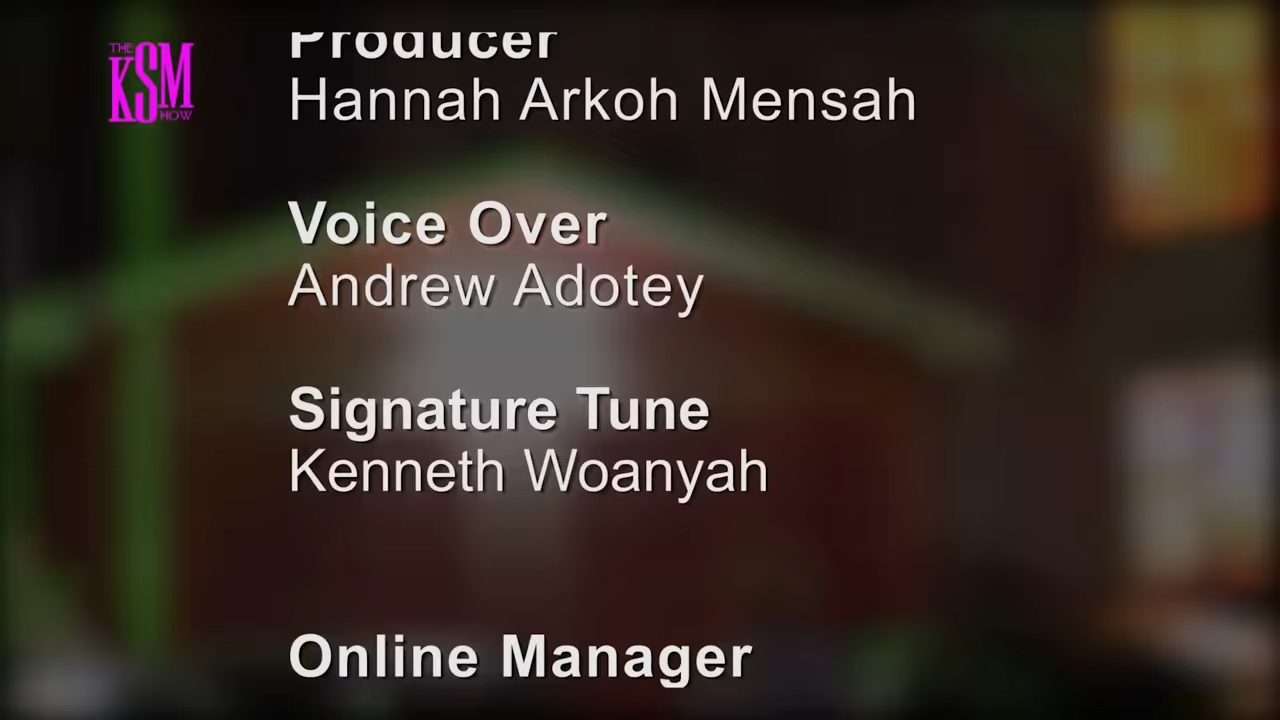 THE
KSM
SHOW
Producer
Hannah Arkoh Mensah
Voice Over
Andrew Adotey
Signature Tune
Kenneth Woanyah
Online Manager